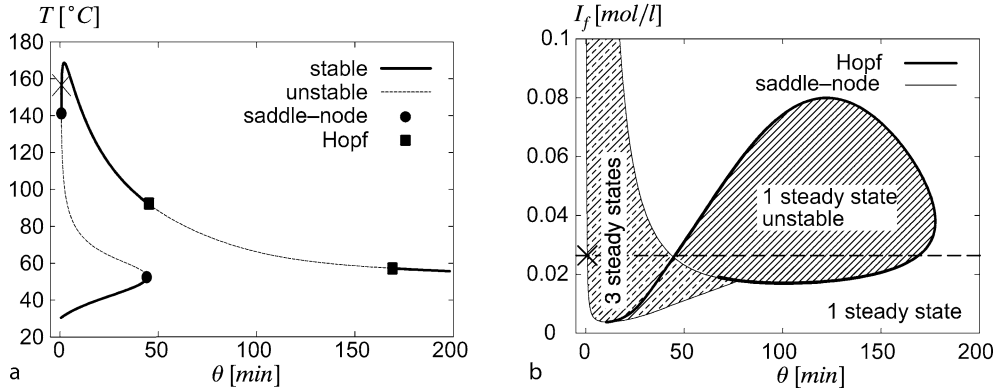 T [°C]
180
160
140
120
100
80
60
40
20
stable
unstable
saddle–node
Hopf
0
50
100
150
200
θ [min]
a
I_f [mol/l]
0.1
0.08
0.06
0.04
0.02
0
Hopf
saddle–node
3 steady states
1 steady state
unstable
1 steady state
0
50
100
150
200
θ [min]
b